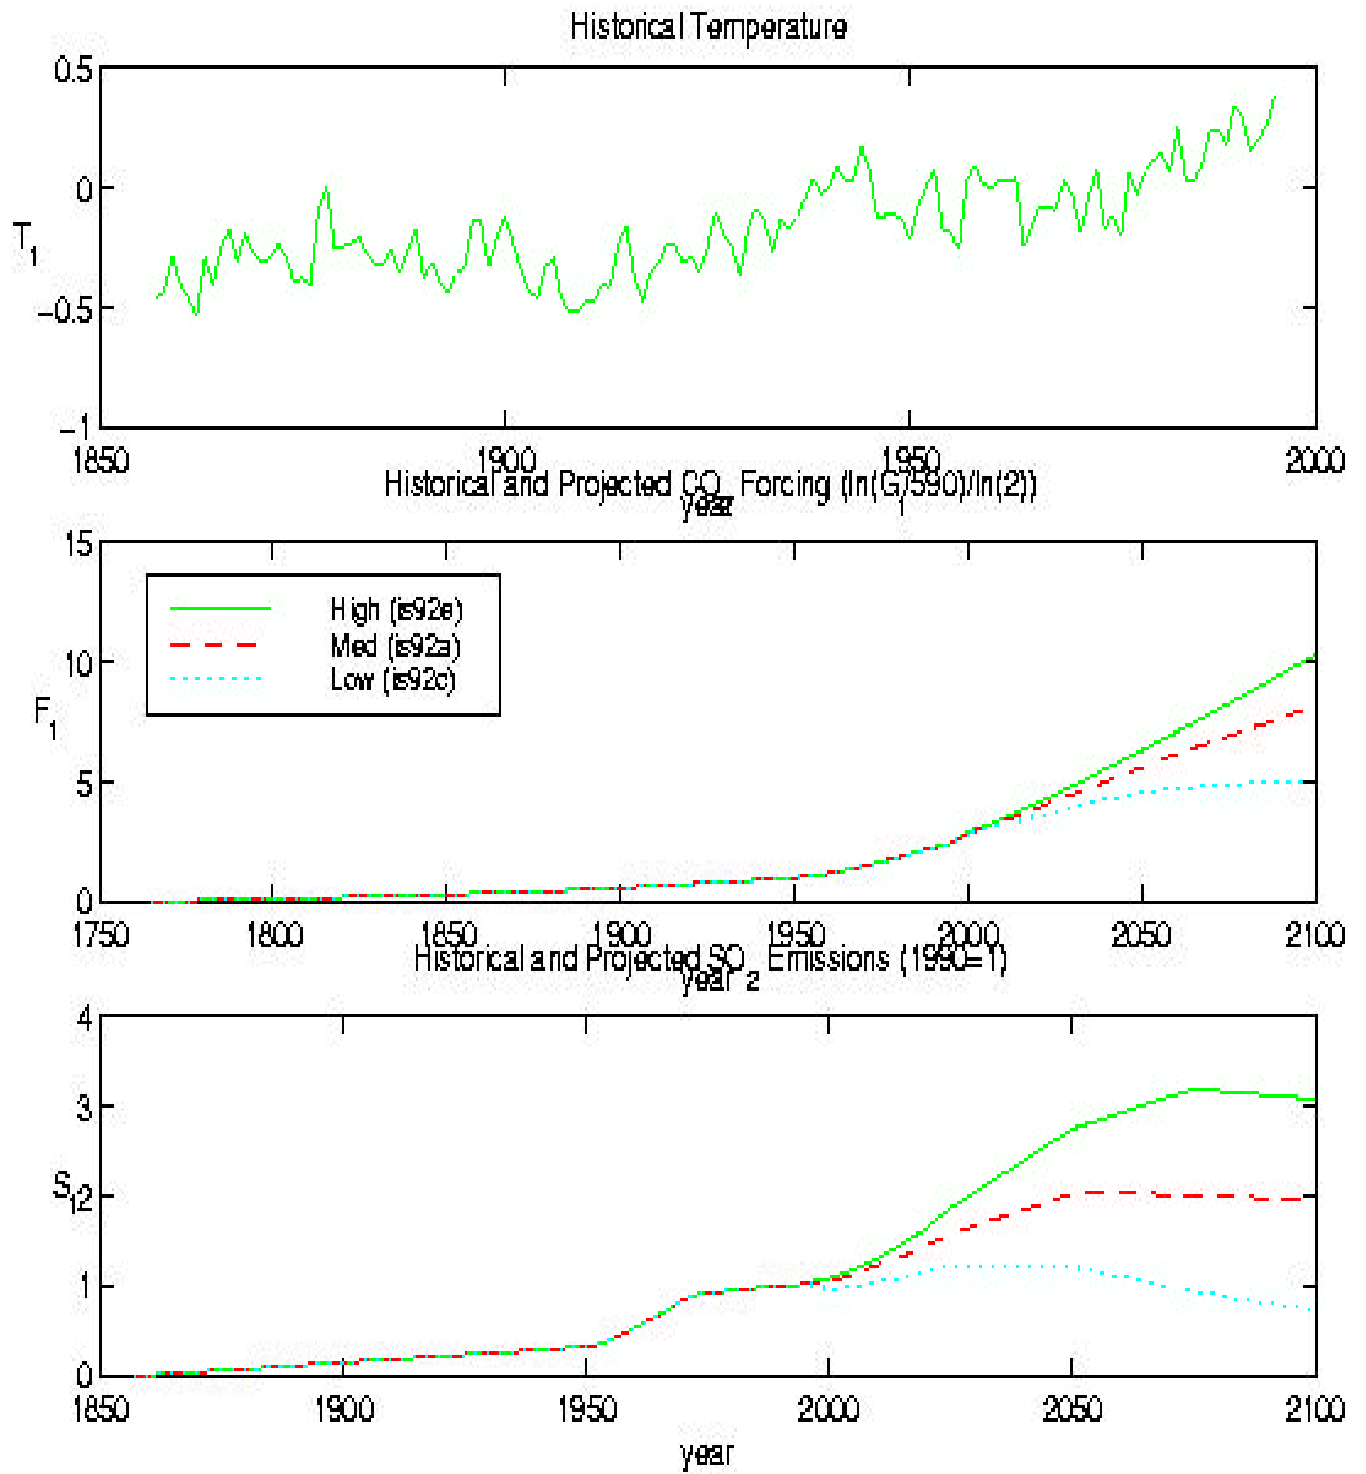 Historical Temperature
0.5
0
-0.5
-1
T1
1850 1900 1950 2000
year
Historical and Projected CO2 Forcing (ln(G1/590)/ln(2))
15
10
5
0
F1
High (is92e)
Med (is92a)
Low (is92c)
1750 1800 1850 1900 1950 2000 2050 2100
year
Historical and Projected SO2 Emissions (1990=1)
4
3
2
1
0
S1
1850 1900 1950 2000 2050 2100
year